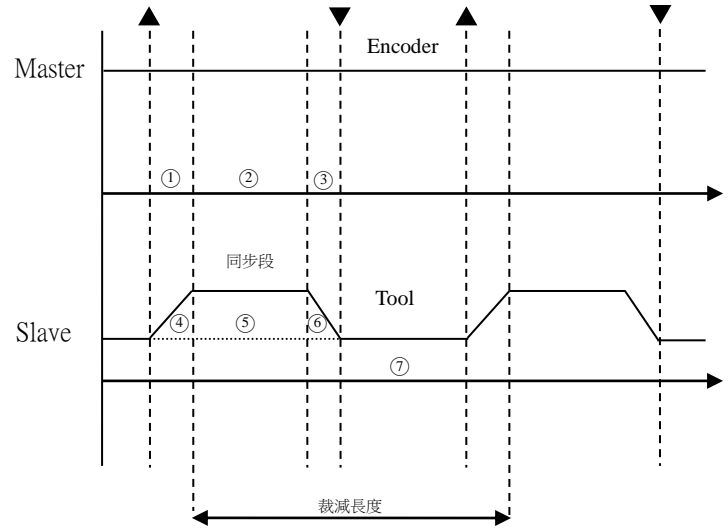 Encoder
Master
① ② ③
同步段
Tool
Slave
④ ⑤ ⑥
⑦
裁減長度